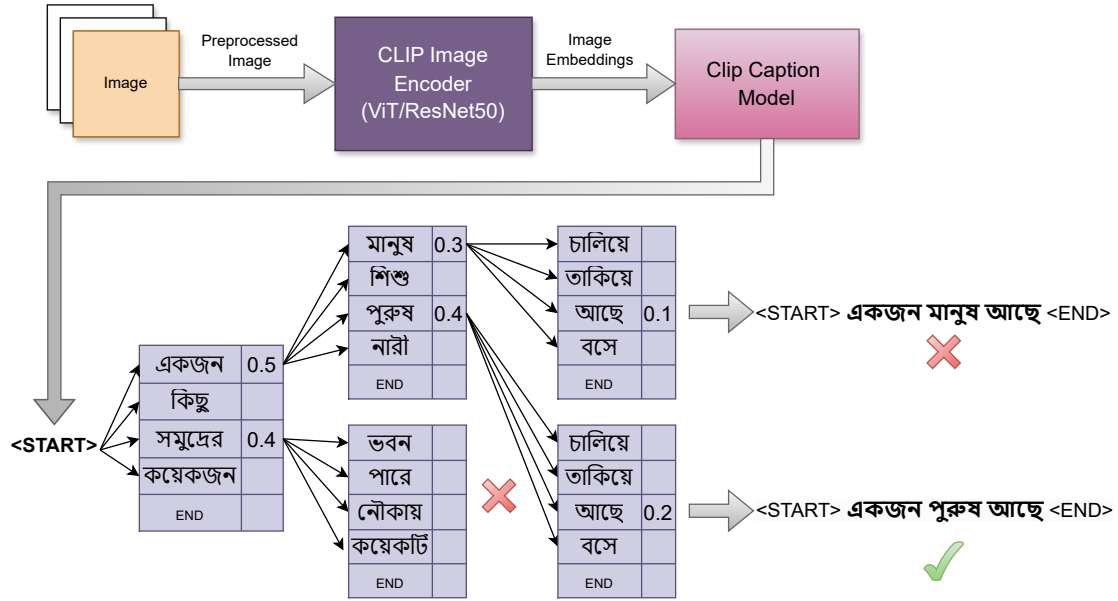 Image
Preprocessed
Image
CLIP Image
Encoder
(ViT/ResNet50)
Image
Embeddings
Clip Caption
Model
<START>
একজন 0.5
কিছু
সমুদ্রের 0.4
কয়েকজন
END
মানুষ 0.3
শিশু
পুরুষ 0.4
নারী
END
ভবন
পারে
নৌকায়
কয়েকটি
END
চালিয়ে
তাকিয়ে
আছে 0.1
বসে
END
চালিয়ে
তাকিয়ে
আছে 0.2
বসে
END
<START> একজন মানুষ আছে <END>
<START> একজন পুরুষ আছে <END>